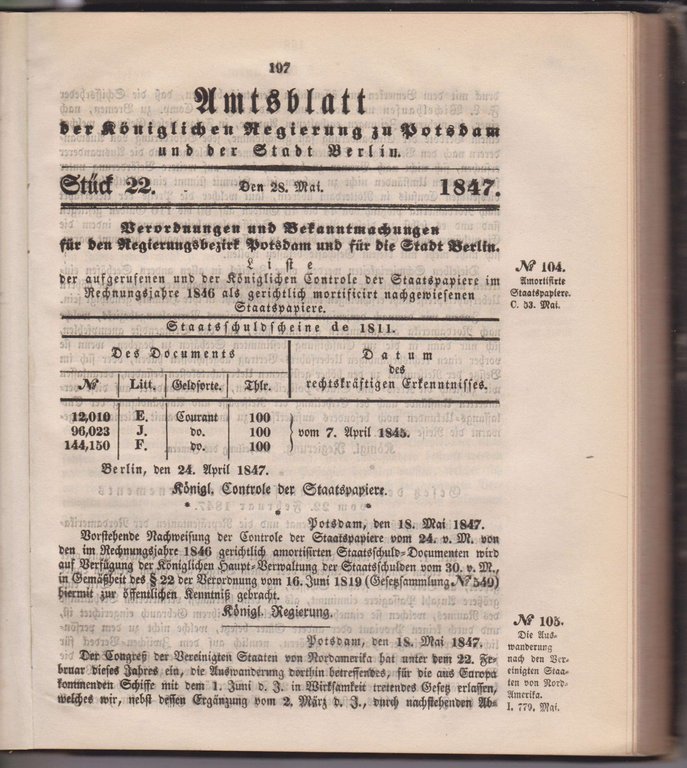 197
Amtsblatt
der Königlichen Regierung zu Potsdam
und der Stadt Berlin.
Stück 22. Den 28. Mai. 1847.
Verordnungen und Bekanntmachungen
für den Regierungsbezirk Potsdam und für die Stadt Berlin.
Liste
der aufgerufenen und der Königlichen Controle der Staatspapiere im
Rechnungsjahre 1846 als gerichtlich mortificirt nachgewiesenen
Staatspapiere.
№ 104.
Amortisirte
Staatspapiere.
C. 53. Mai.
Staatsschuldscheine de 1811.
Des Documents
Datum
des
rechtskräftigen Erkenntnisses.
№ Litt. Geldsorte. Thlr.
12,010 E. Courant 100
96,023 J. do. 100 vom 7. April 1845.
144,150 F. do. 100
Berlin, den 24. April 1847.
Königl. Controle der Staatspapiere.
* * *
Potsdam, den 18. Mai 1847.
Vorstehende Nachweisung der Controle der Staatspapiere vom 24. v. M. von
den im Rechnungsjahre 1846 gerichtlich amortisirten Staatsschuld-Documenten wird
auf Verfügung der Königlichen Haupt-Verwaltung der Staatsschulden vom 30. v. M.,
in Gemäßheit des § 22 der Verordnung vom 16. Juni 1819 (Gesetzsammlung № 549)
hiermit zur öffentlichen Kenntniß gebracht.
Königl. Regierung.
Potsdam, den 18. Mai 1847.
Der Congreß der Vereinigten Staaten von Nordamerika hat unter dem 22. Fe-
bruar dieses Jahres ein, die Auswanderung dorthin betreffendes, für die aus Europa
kommenden Schiffe mit dem 1. Juni d. J. in Wirksamkeit tretendes Gesetz erlassen,
welches wir, nebst dessen Ergänzung vom 2. März d. J., durch nachstehenden Ab-
№ 105.
Die Aus-
wanderung
nach den Ver-
einigten Staa-
ten von Nord-
Amerika.
I. 779. Mai.